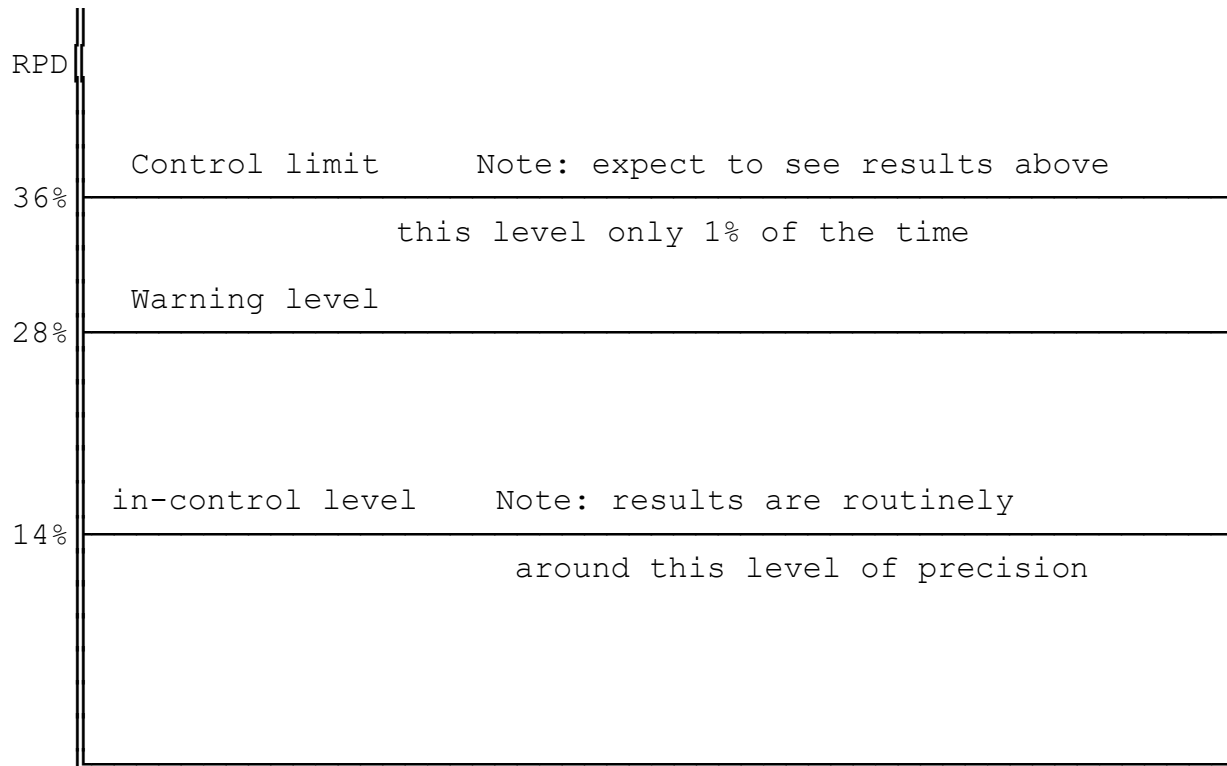 RPD
Control limit Note: expect to see results above
36%
this level only 1% of the time
Warning level
28%
in-control level Note: results are routinely
14%
around this level of precision